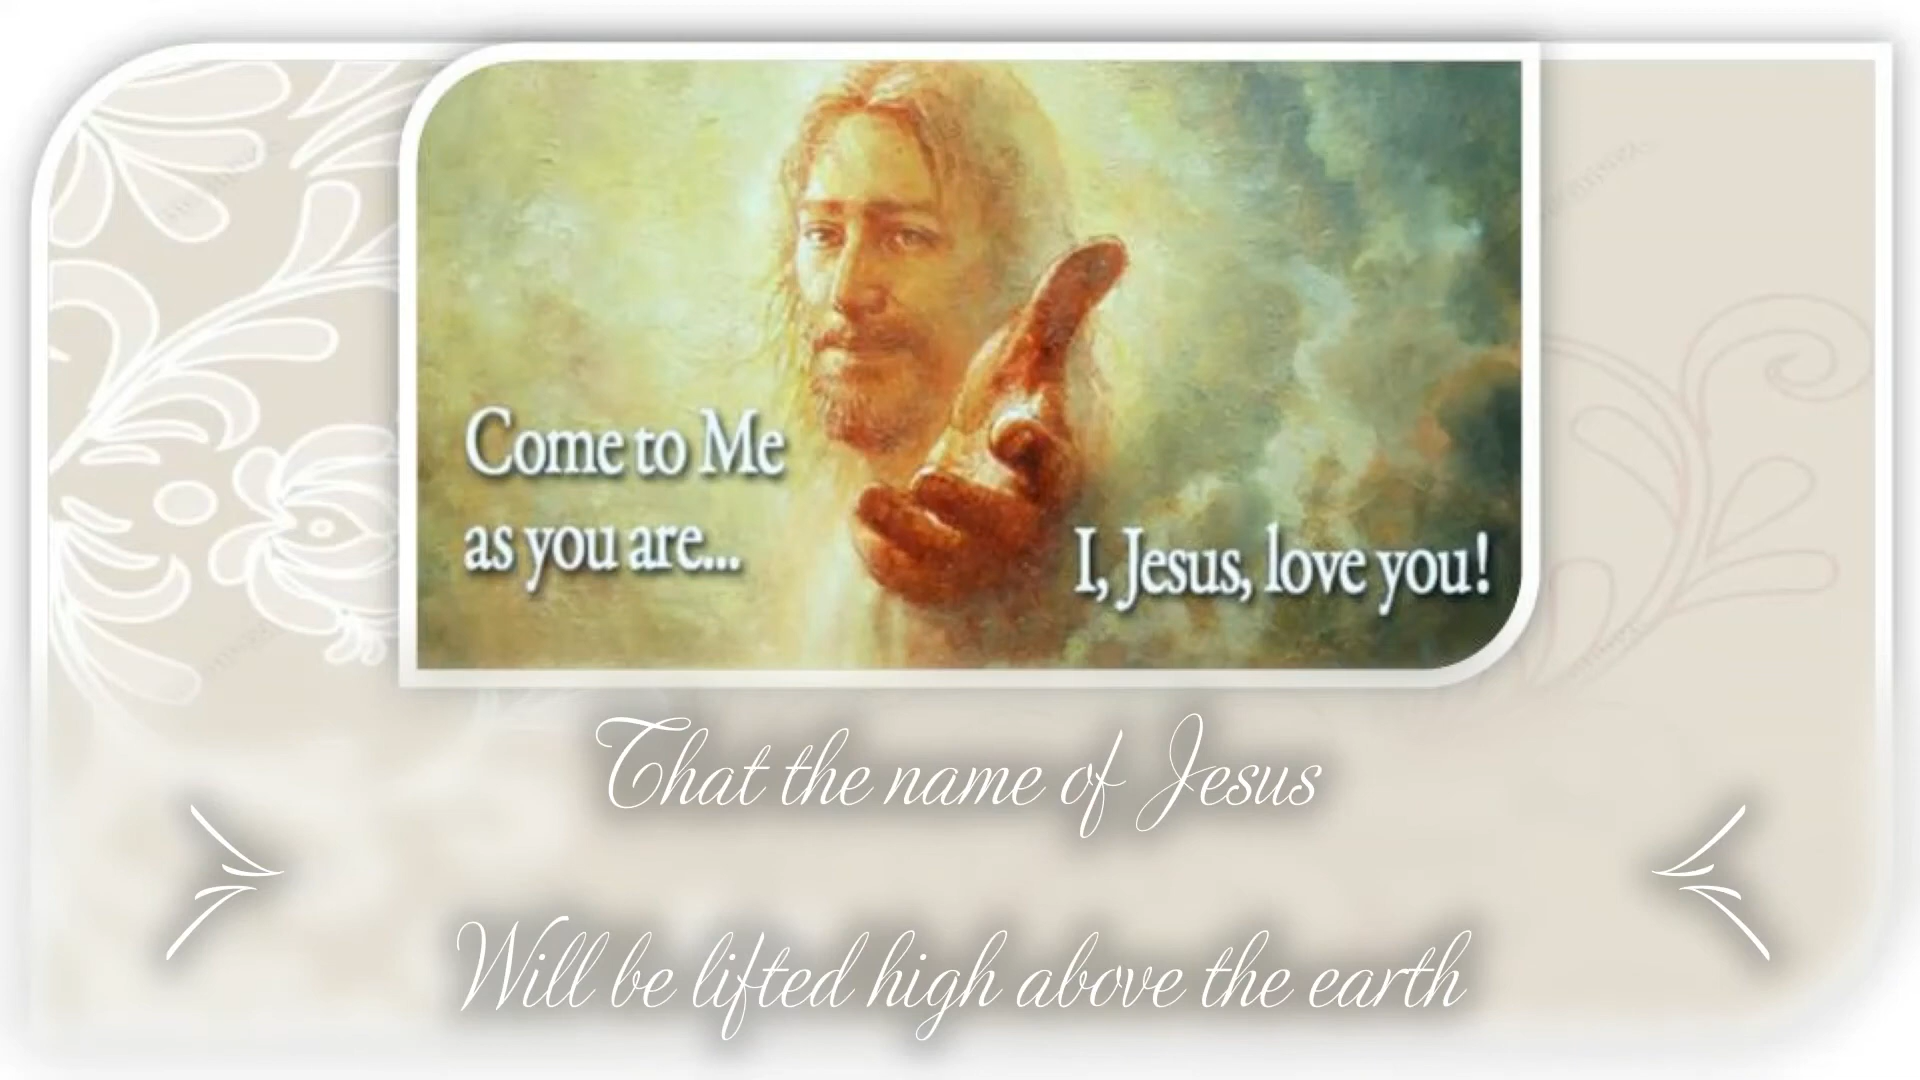 Come to Me
as you are...
I, Jesus, love you!
That the name of Jesus
Will be lifted high above the earth